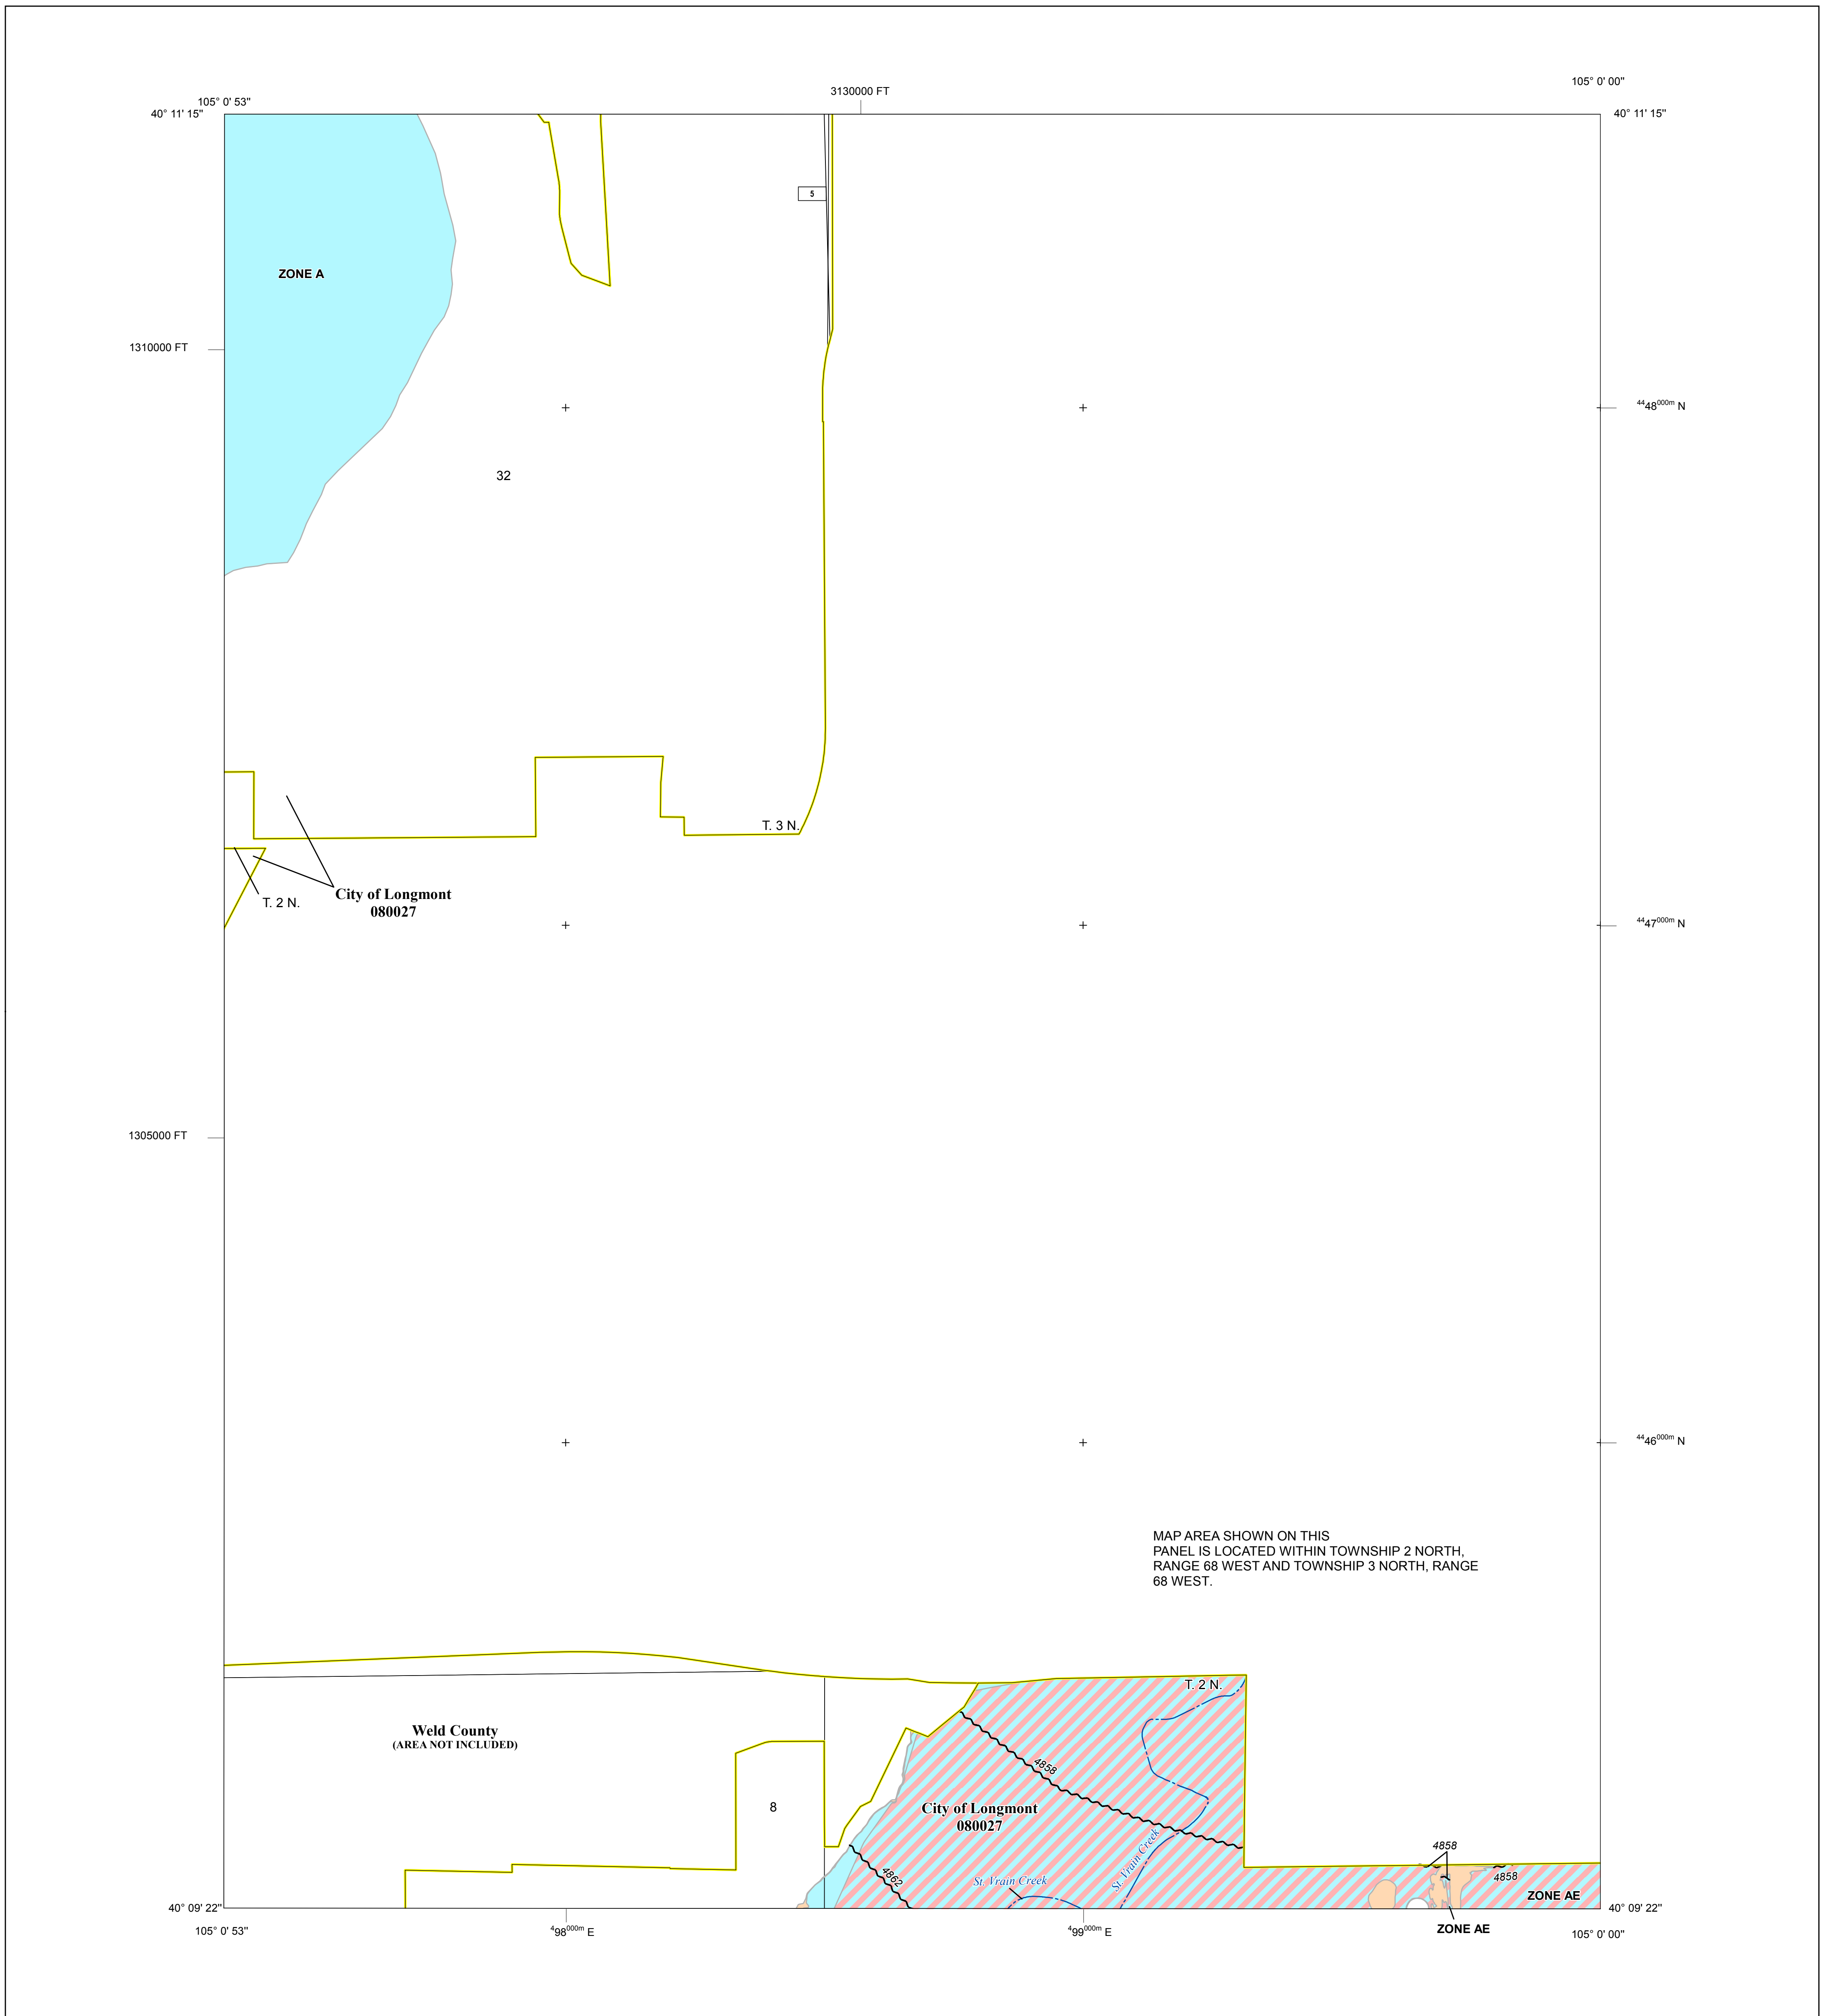 105° 0' 00"
3130000 FT
105° 0' 53"
40° 11' 15"
40° 11' 15"
5
ZONE A
1310000 FT
4448000m N
32
T. 3 N.
City of Longmont
080027
T. 2 N.
4447000m N
1305000 FT
4446000m N
MAP AREA SHOWN ON THIS
PANEL IS LOCATED WITHIN TOWNSHIP 2 NORTH,
RANGE 68 WEST AND TOWNSHIP 3 NORTH, RANGE
68 WEST.
T. 2 N.
Weld County
(AREA NOT INCLUDED)
4858
8
City of Longmont
080027
4858
St. Vrain Creek
4862
St. Vrain Creek
4858
ZONE AE
40° 09' 22"
40° 09' 22"
ZONE AE
105° 0' 53"
498000m E
499000m E
105° 0' 00"